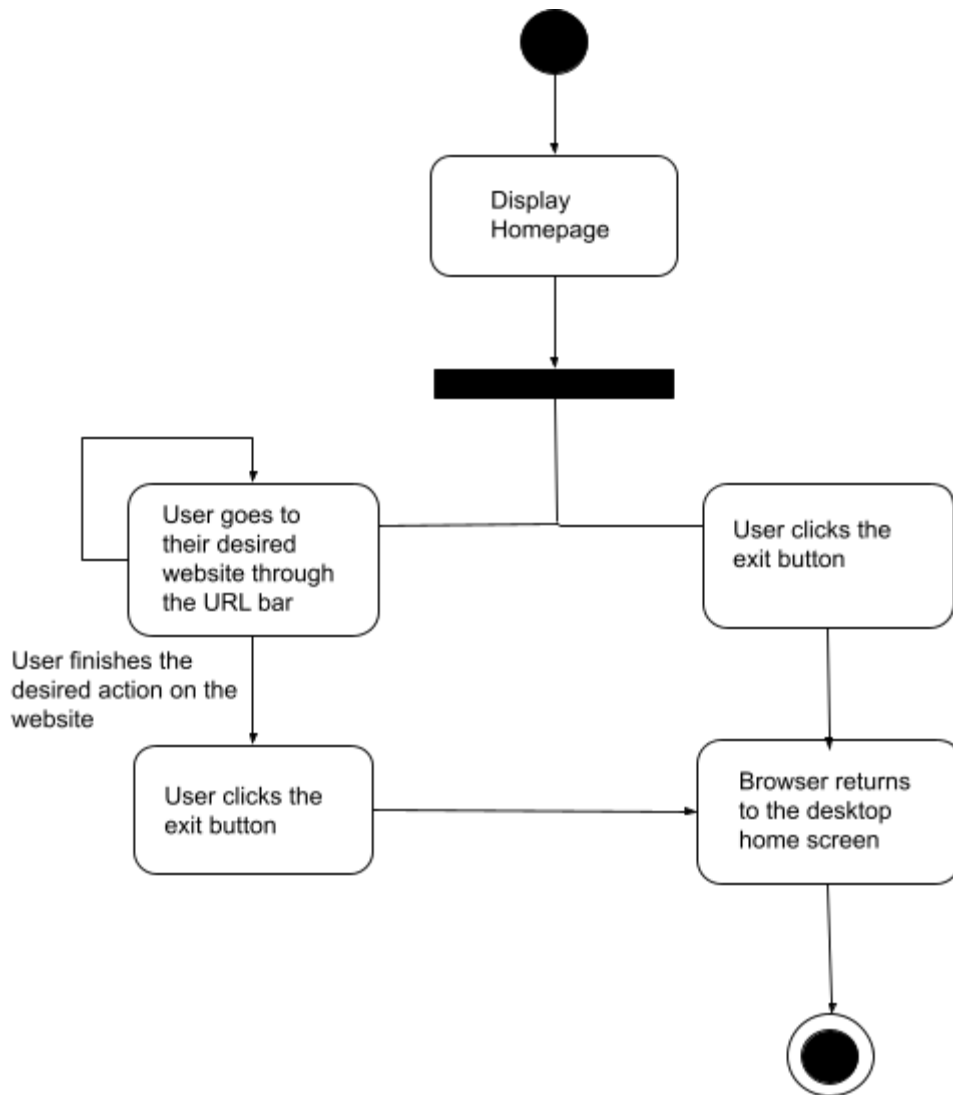 Display
Homepage
User goes to
their desired
website through
the URL bar
User clicks the
exit button
User finishes the
desired action on the
website
User clicks the
exit button
Browser returns
to the desktop
home screen